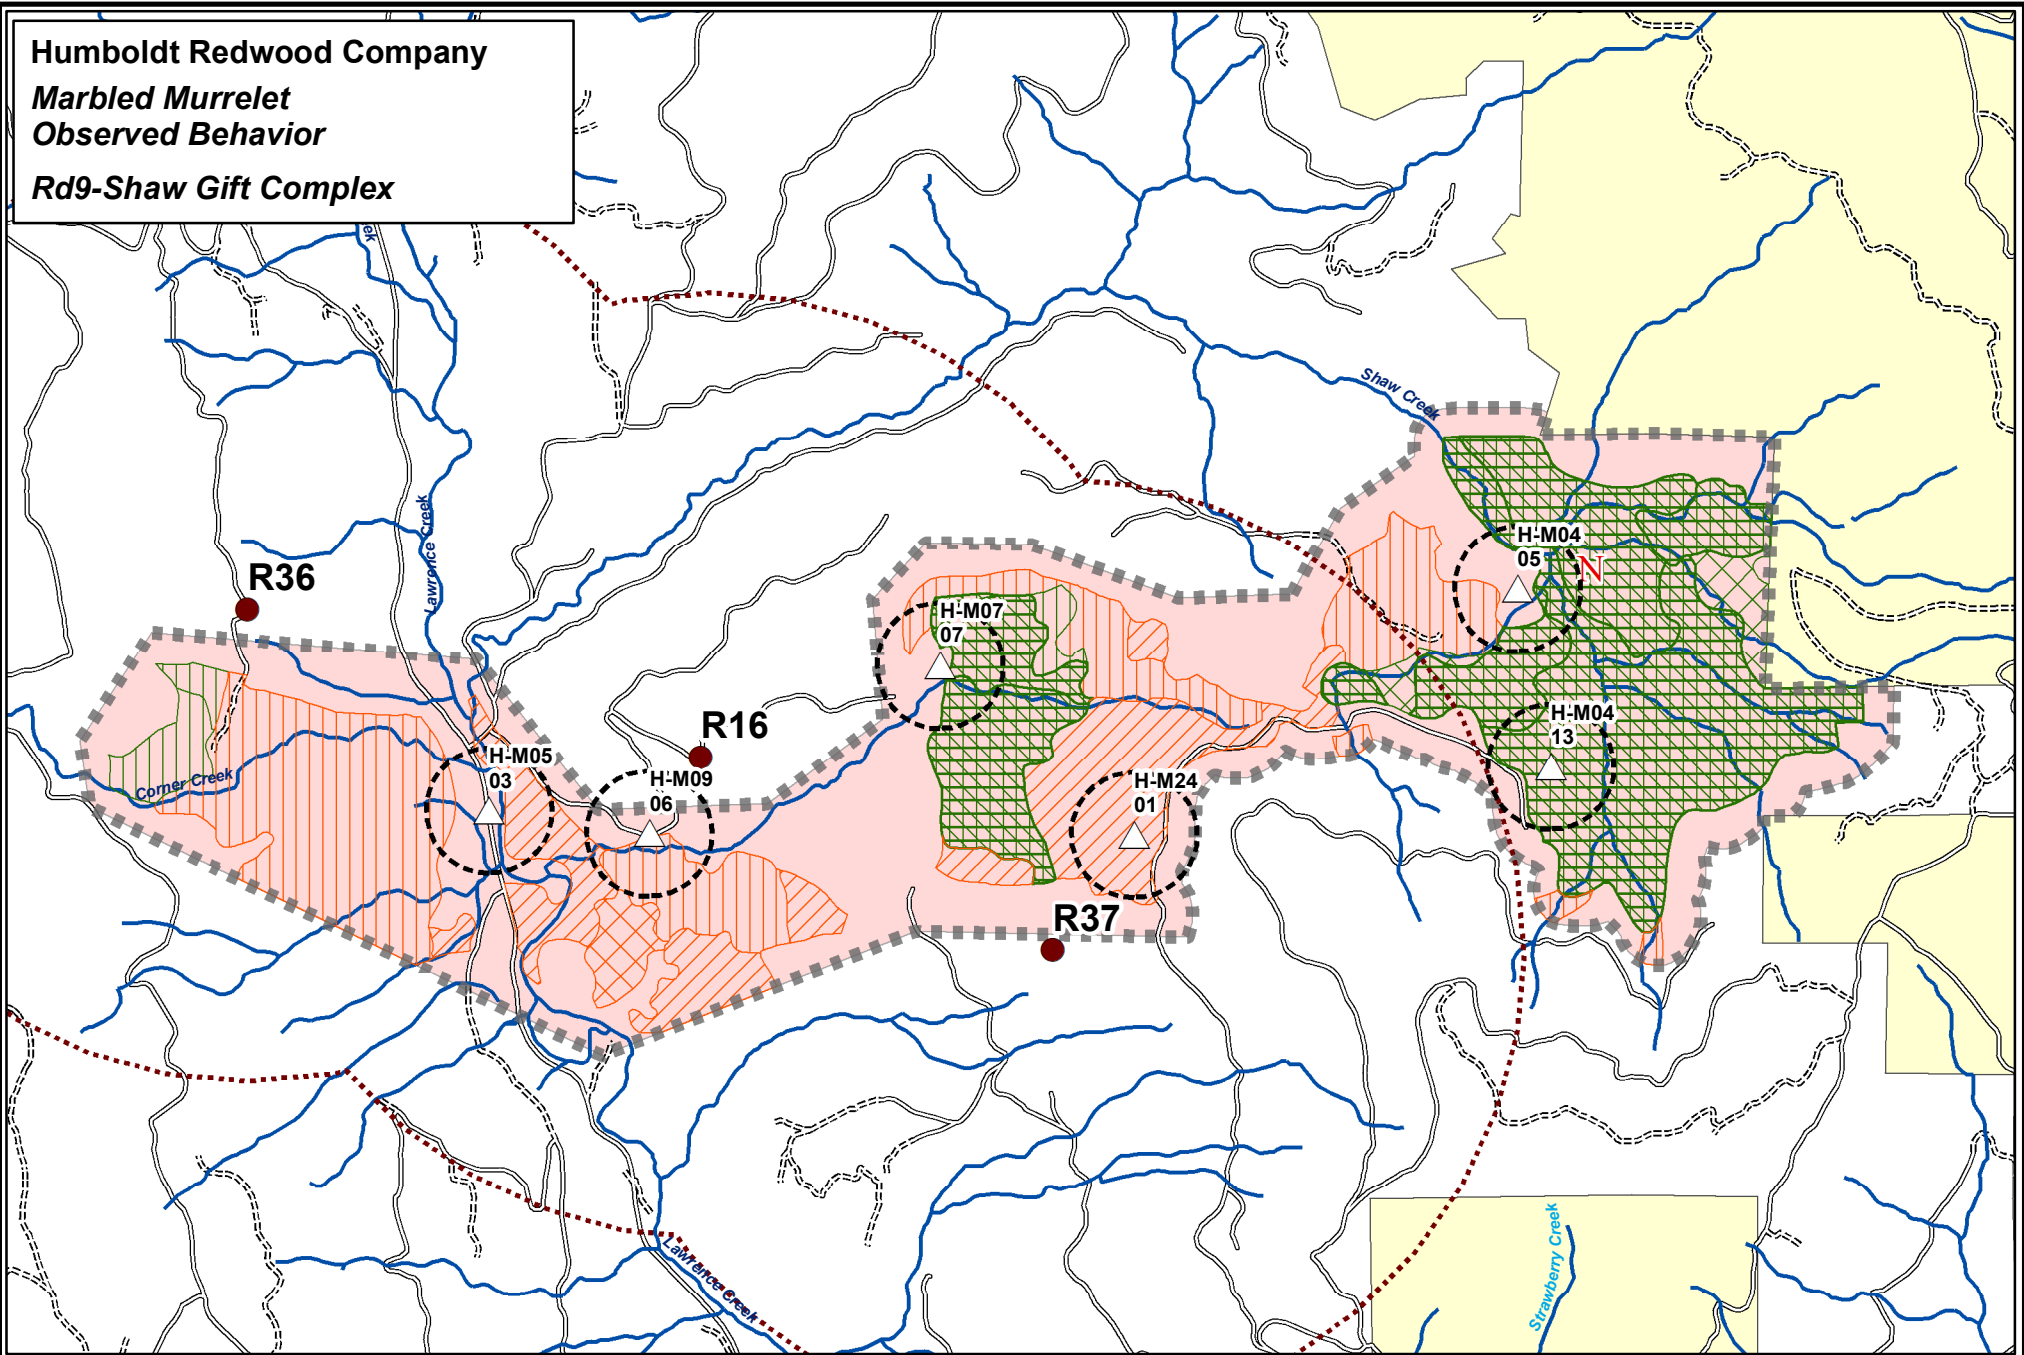 Humboldt Redwood Company
Marbled Murrelet
Observed Behavior
Rd9-Shaw Gift Complex
eek
Shaw Creek
Lawrence Creek
H-M04
05
N
R36
H-M07
07
R16
H-M04
13
H-M05
03
Corner Creek
H-M09
06
H-M24
01
R37
Lawrence Creek
Strawberry Creek